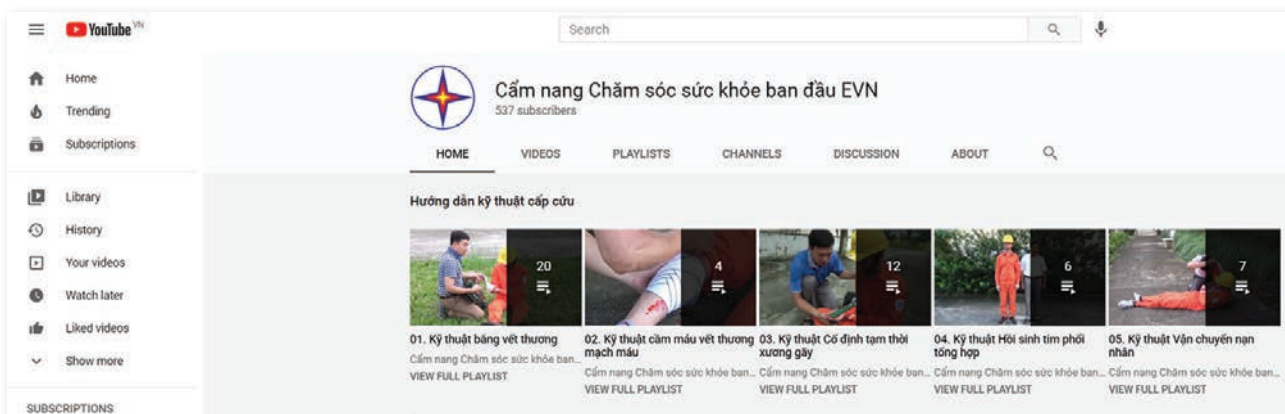 YouTube VN
Search
Home
Trending
Subscriptions
Library
History
Your videos
Watch later
Liked videos
Show more
SUBSCRIPTIONS
Cẩm nang Chăm sóc sức khỏe ban đầu EVN
537 subscribers
HOME VIDEOS PLAYLISTS CHANNELS DISCUSSION ABOUT
Hướng dẫn kỹ thuật cấp cứu
20
01. Kỹ thuật băng vết thương
Cẩm nang Chăm sóc sức khỏe ban...
VIEW FULL PLAYLIST
4
02. Kỹ thuật cầm máu vết thương
mạch máu
Cẩm nang Chăm sóc sức khỏe ban...
VIEW FULL PLAYLIST
12
03. Kỹ thuật Cố định tạm thời
xương gãy
Cẩm nang Chăm sóc sức khỏe ban...
VIEW FULL PLAYLIST
6
04. Kỹ thuật Hồi sinh tim phổi
tổng hợp
Cẩm nang Chăm sóc sức khỏe ban...
VIEW FULL PLAYLIST
7
05. Kỹ thuật Vận chuyển nạn
nhân
Cẩm nang Chăm sóc sức khỏe ban...
VIEW FULL PLAYLIST